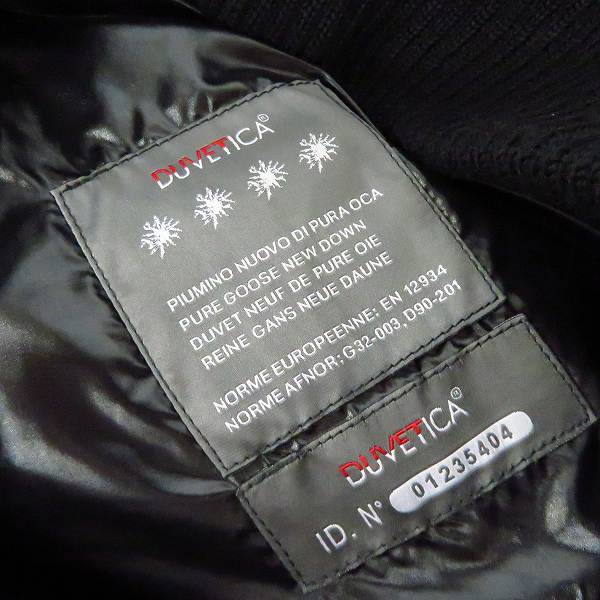 DUVETICA®
PIUMINO NUOVO DI PURA OCA
PURE GOOSE NEW DOWN
DUVET NEUF DE PURE OIE
REINE GANS NEUE DAUNE
NORME EUROPEENNE: EN 12934
NORME AFNOR: G32-003, D90-201
DUVETICA®
ID. N° 01235404